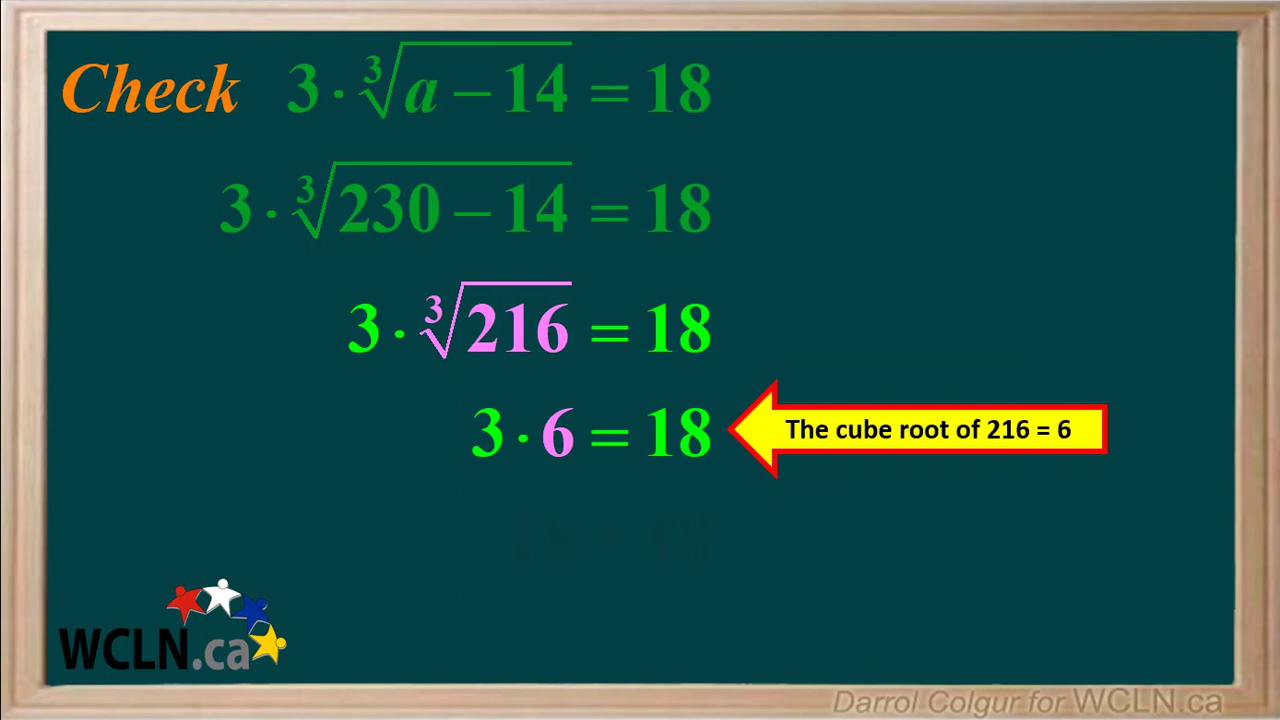 Check 3 · ∛(a − 14) = 18
3 · ∛(230 − 14) = 18
3 · ∛216 = 18
3 · 6 = 18
The cube root of 216 = 6
WCLN.ca
Darrol Colgur for WCLN.ca